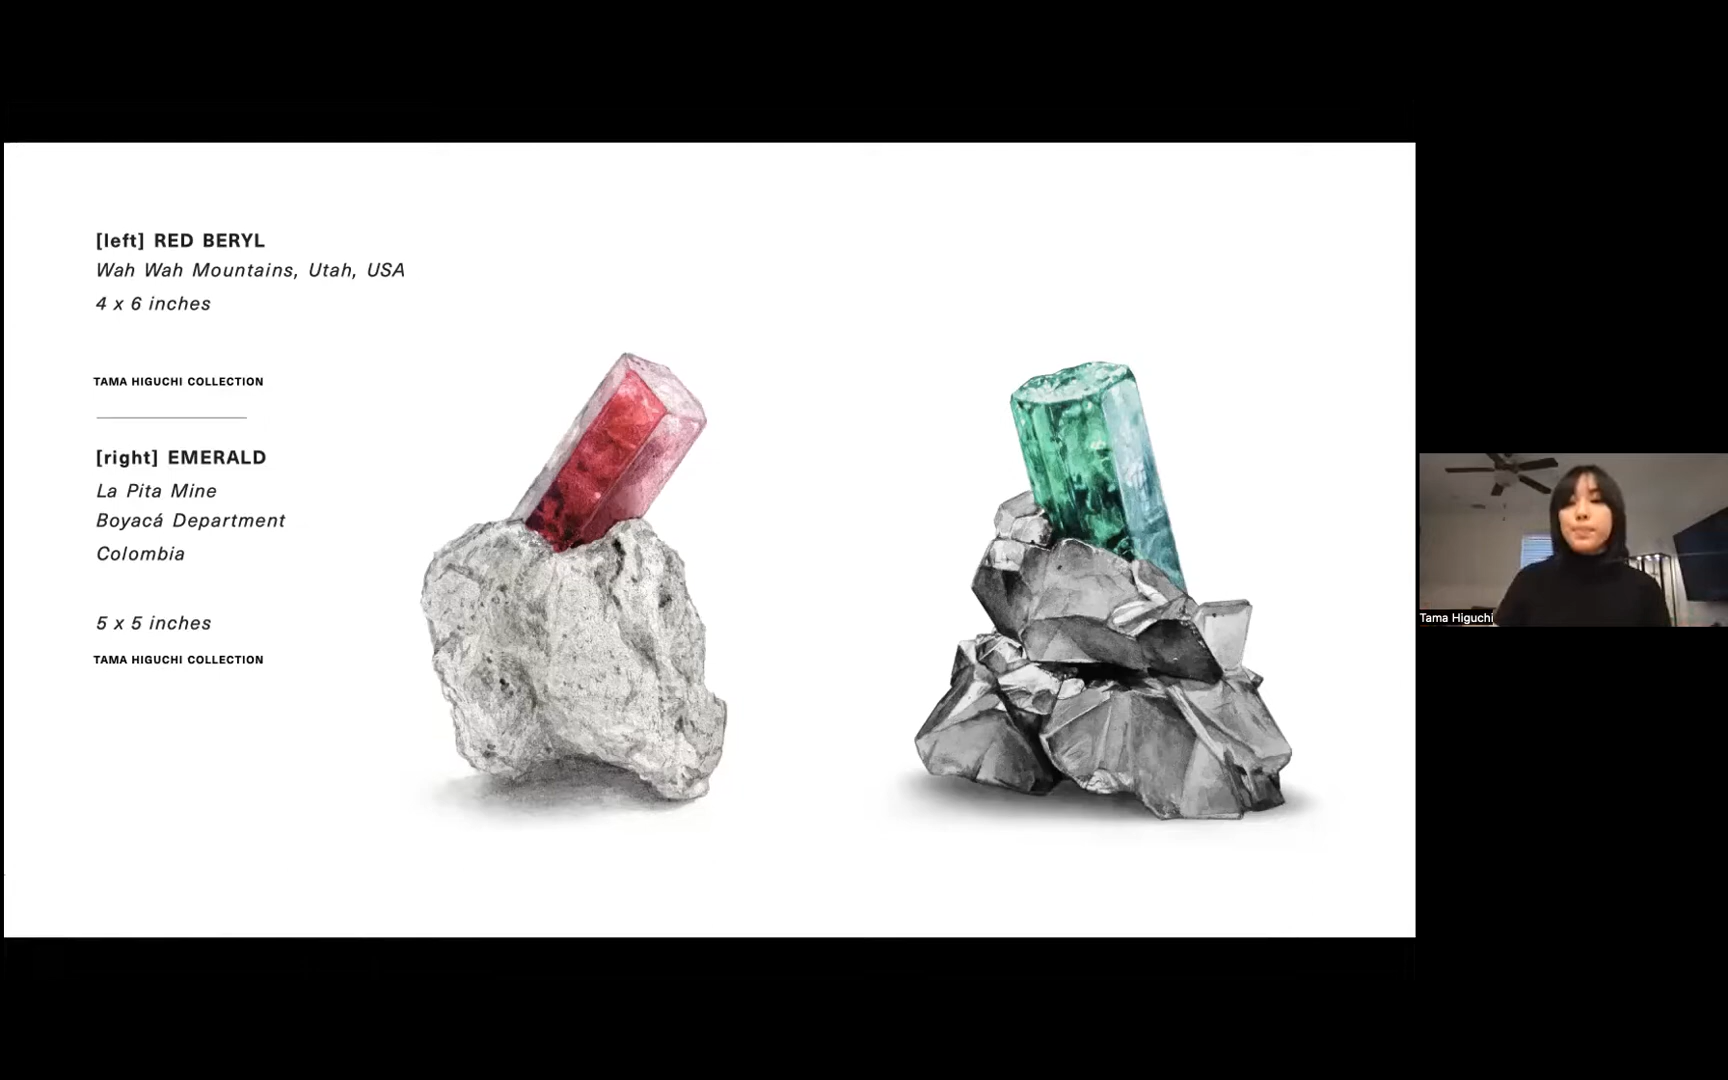 [left] RED BERYL
Wah Wah Mountains, Utah, USA
4 x 6 inches
TAMA HIGUCHI COLLECTION
[right] EMERALD
La Pita Mine
Boyacá Department
Colombia
5 x 5 inches
TAMA HIGUCHI COLLECTION
Tama Higuchi